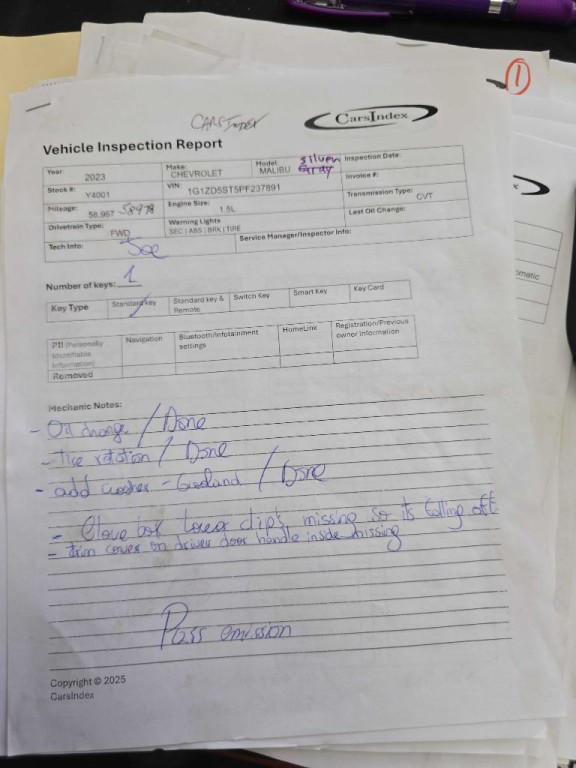 1
CARSIndex
CarsIndex
Vehicle Inspection Report
Year: 2023 Make: CHEVROLET Model: MALIBU Silver Gray Inspection Date:
Stock #: Y4001 VIN: 1G1ZD5ST5PF237891 Invoice #:
Mileage: 58,967 58978 Engine Size: 1.5L Transmission Type: CVT
Drivetrain Type: FWD Warning Lights SEC | ABS | BRK | TIRE Last Oil Change:
Tech Info: Joe Service Manager/Inspector Info:
Number of keys: 1
Key Type Standard key Standard key & Remote Switch Key Smart Key Key Card
PII (Personally Identifiable Information) Removed Navigation Bluetooth/Infotainment settings HomeLink Registration/Previous owner information
Mechanic Notes:
- Oil change / Done
- tire rotation / Done
- add washer - / Done
- Glove box lower clips missing so its falling off
- trim cover on driver door handle inside missing
Pass emission
Copyright © 2025
CarsIndex
omatic